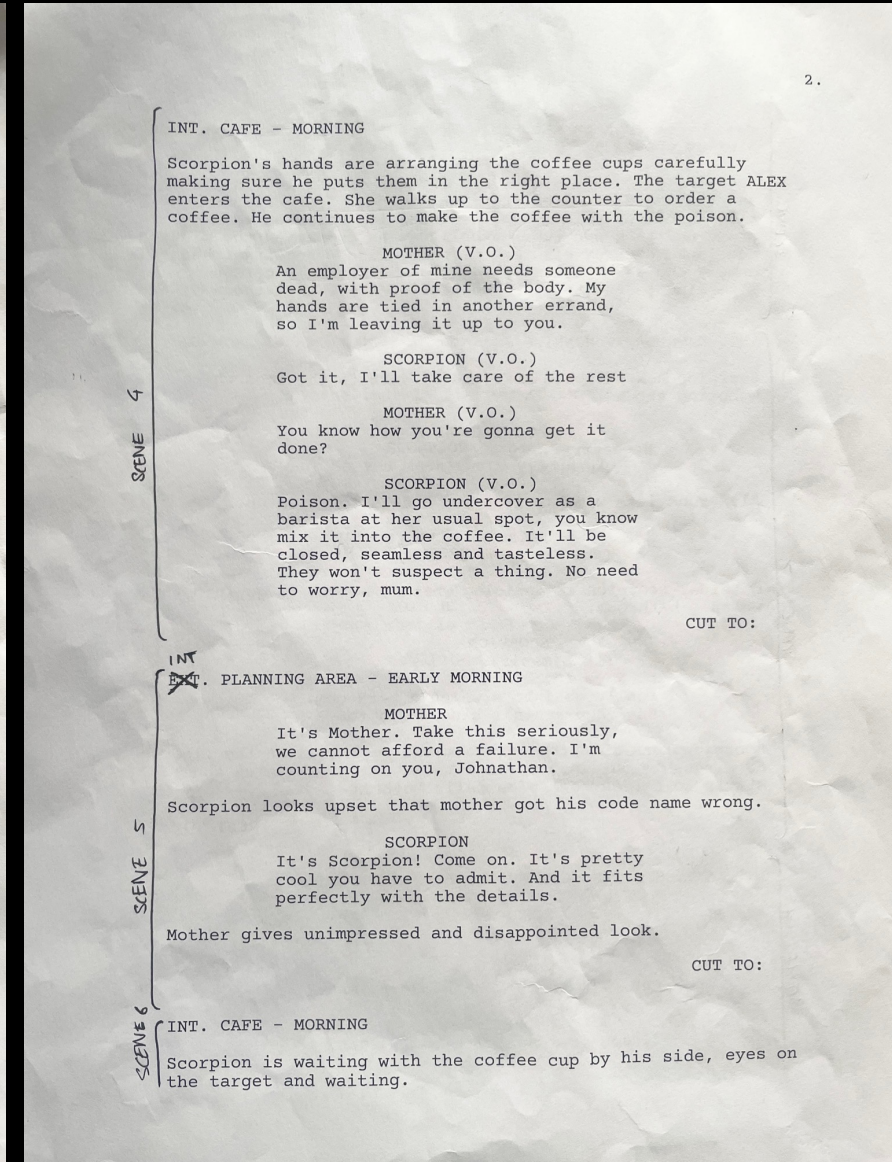 2.
INT. CAFE - MORNING
Scorpion's hands are arranging the coffee cups carefully
making sure he puts them in the right place. The target ALEX
enters the cafe. She walks up to the counter to order a
coffee. He continues to make the coffee with the poison.
MOTHER (V.O.)
An employer of mine needs someone
dead, with proof of the body. My
hands are tied in another errand,
so I'm leaving it up to you.
SCORPION (V.O.)
Got it, I'll take care of the rest
MOTHER (V.O.)
You know how you're gonna get it
done?
SCORPION (V.O.)
Poison. I'll go undercover as a
barista at her usual spot, you know
mix it into the coffee. It'll be
closed, seamless and tasteless.
They won't suspect a thing. No need
to worry, mum.
CUT TO:
SCENE 4
INT
EXT. PLANNING AREA - EARLY MORNING
MOTHER
It's Mother. Take this seriously,
we cannot afford a failure. I'm
counting on you, Johnathan.
Scorpion looks upset that mother got his code name wrong.
SCORPION
It's Scorpion! Come on. It's pretty
cool you have to admit. And it fits
perfectly with the details.
Mother gives unimpressed and disappointed look.
CUT TO:
SCENE 5
INT. CAFE - MORNING
Scorpion is waiting with the coffee cup by his side, eyes on
the target and waiting.
SCENE 6